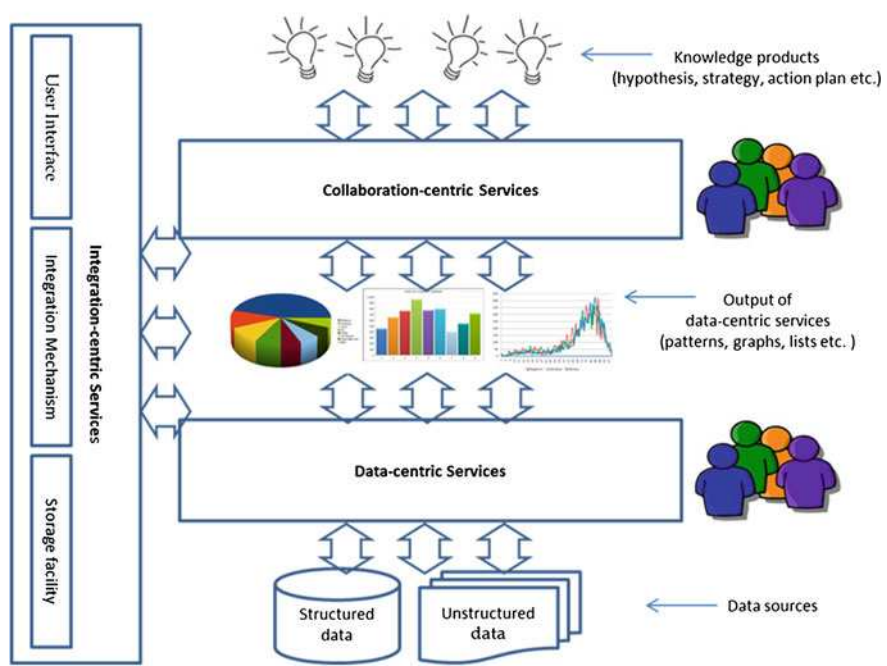 Knowledge products
(hypothesis, strategy, action plan etc.)
User Interface
Integration Mechanism
Storage facility
Integration-centric Services
Collaboration-centric Services
Output of
data-centric services
(patterns, graphs, lists etc. )
Data-centric Services
Structured
data
Unstructured
data
Data sources